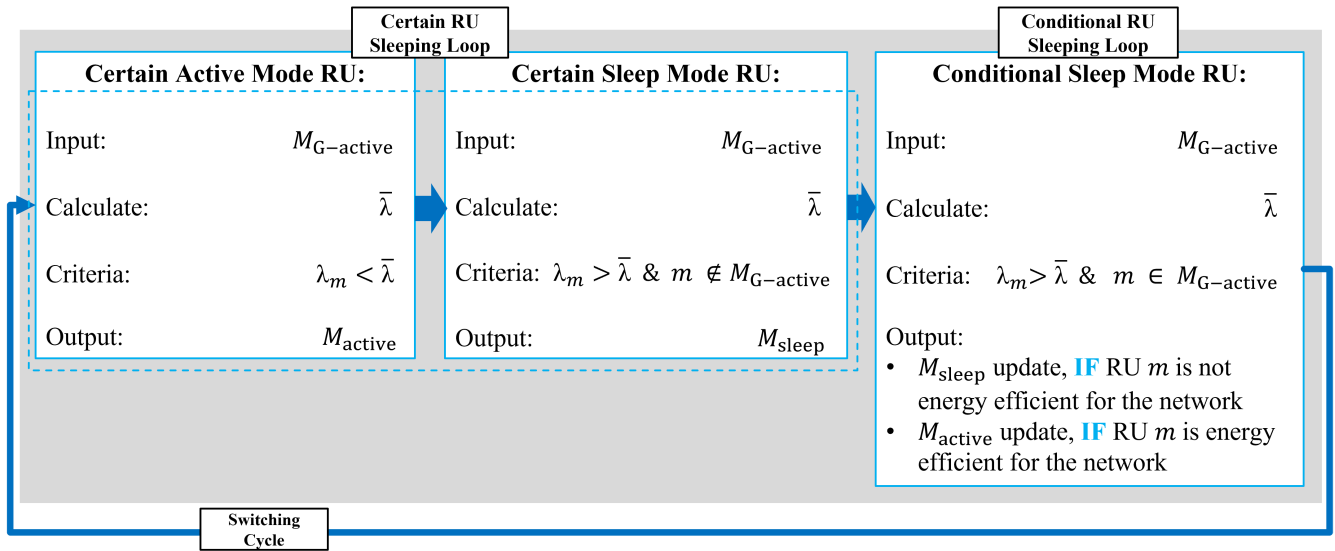 Certain RU
Sleeping Loop
Conditional RU
Sleeping Loop
Certain Active Mode RU:
Input: M_G−active
Calculate: λ̅
Criteria: λ_m < λ̅
Output: M_active
Certain Sleep Mode RU:
Input: M_G−active
Calculate: λ̅
Criteria: λ_m > λ̅ & m ∉ M_G−active
Output: M_sleep
Conditional Sleep Mode RU:
Input: M_G−active
Calculate: λ̅
Criteria: λ_m > λ̅ & m ∈ M_G−active
Output:
• M_sleep update, IF RU m is not
energy efficient for the network
• M_active update, IF RU m is energy
efficient for the network
Switching
Cycle